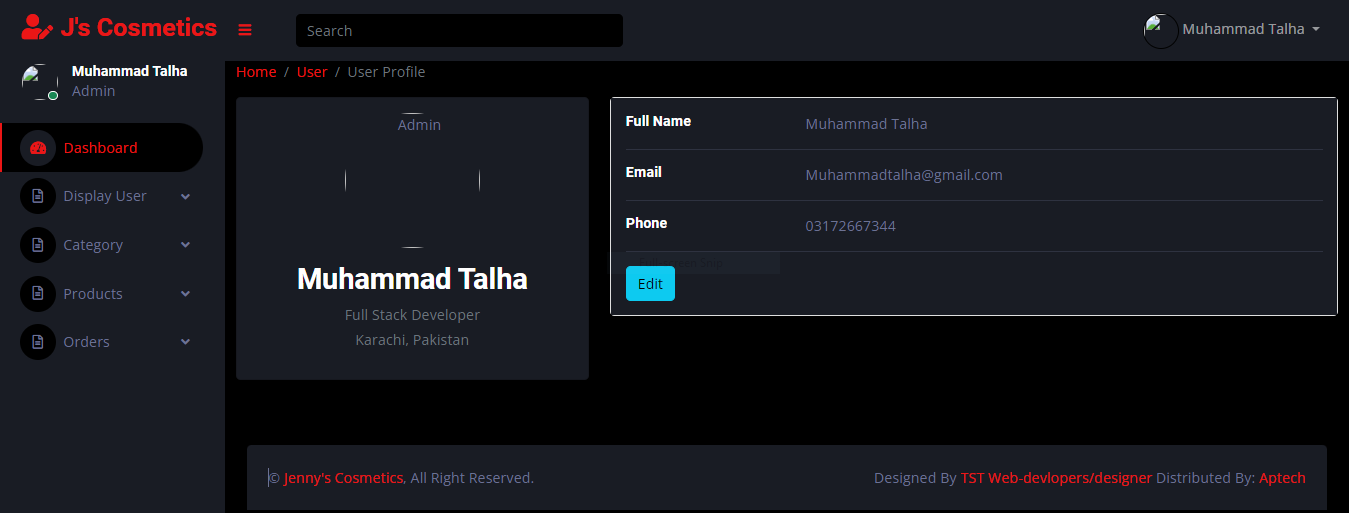 J's Cosmetics
Search
Muhammad Talha
Muhammad Talha
Admin
Dashboard
Display User
Category
Products
Orders
Home / User / User Profile
Admin
Muhammad Talha
Full Stack Developer
Karachi, Pakistan
Full Name Muhammad Talha
Email Muhammadtalha@gmail.com
Phone 03172667344
Edit
© Jenny's Cosmetics, All Right Reserved.
Designed By TST Web-devlopers/designer Distributed By: Aptech